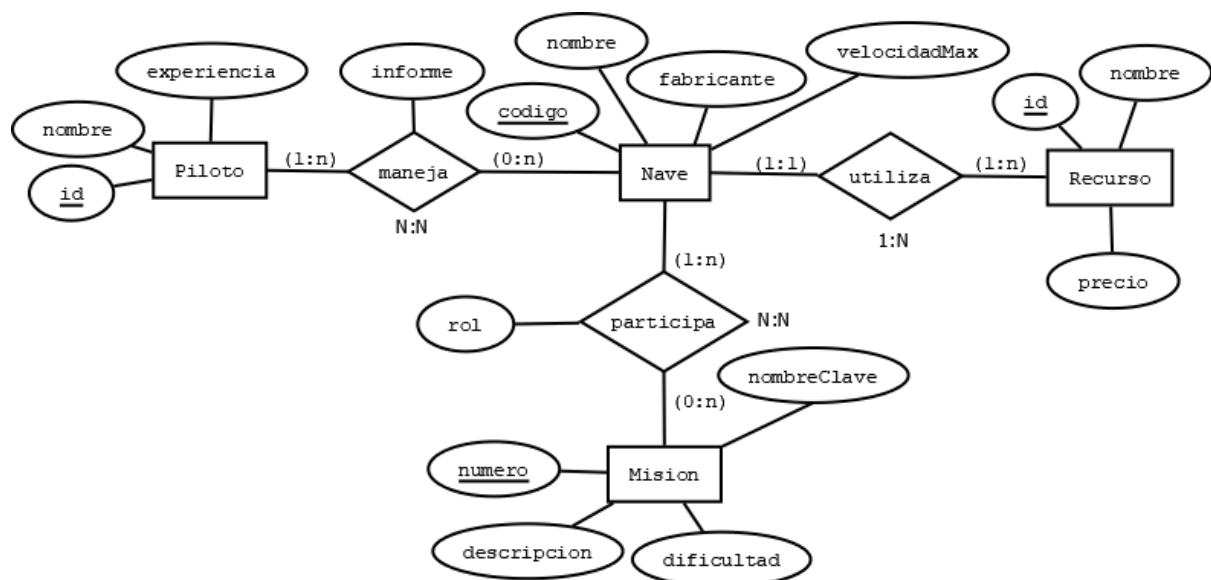 nombre
velocidadMax
experiencia
informe
fabricante
nombre
id
codigo
nombre
Piloto
(1:n)
maneja
(0:n)
Nave
(1:1)
utiliza
(1:n)
Recurso
id
N:N
1:N
(1:n)
precio
rol
participa
N:N
nombreClave
(0:n)
numero
Mision
descripcion
dificultad